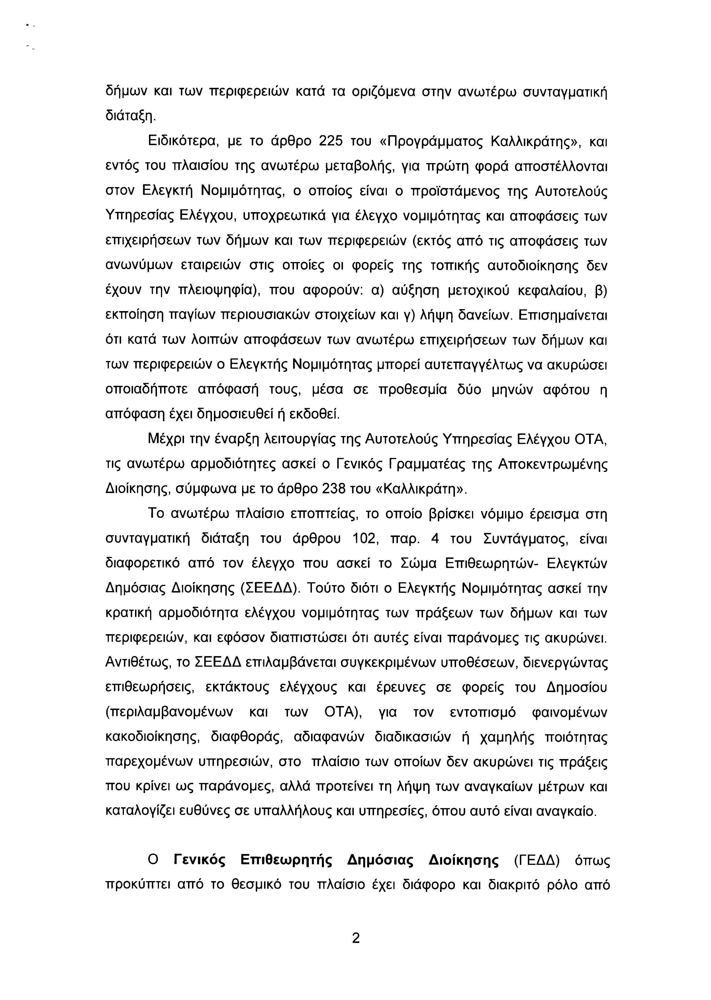 δήμων και των περιφερειών κατά τα οριζόμενα στην ανωτέρω συνταγματική
διάταξη.
Ειδικότερα, με το άρθρο 225 του «Προγράμματος Καλλικράτης», και
εντός του πλαισίου της ανωτέρω μεταβολής, για πρώτη φορά αποστέλλονται
στον Ελεγκτή Νομιμότητας, ο οποίος είναι ο προϊστάμενος της Αυτοτελούς
Υπηρεσίας Ελέγχου, υποχρεωτικά για έλεγχο νομιμότητας και αποφάσεις των
επιχειρήσεων των δήμων και των περιφερειών (εκτός από τις αποφάσεις των
ανωνύμων εταιρειών στις οποίες οι φορείς της τοπικής αυτοδιοίκησης δεν
έχουν την πλειοψηφία), που αφορούν: α) αύξηση μετοχικού κεφαλαίου, β)
εκποίηση παγίων περιουσιακών στοιχείων και γ) λήψη δανείων. Επισημαίνεται
ότι κατά των λοιπών αποφάσεων των ανωτέρω επιχειρήσεων των δήμων και
των περιφερειών ο Ελεγκτής Νομιμότητας μπορεί αυτεπαγγέλτως να ακυρώσει
οποιαδήποτε απόφασή τους, μέσα σε προθεσμία δύο μηνών αφότου η
απόφαση έχει δημοσιευθεί ή εκδοθεί.
Μέχρι την έναρξη λειτουργίας της Αυτοτελούς Υπηρεσίας Ελέγχου ΟΤΑ,
τις ανωτέρω αρμοδιότητες ασκεί ο Γενικός Γραμματέας της Αποκεντρωμένης
Διοίκησης, σύμφωνα με το άρθρο 238 του «Καλλικράτη».
Το ανωτέρω πλαίσιο εποπτείας, το οποίο βρίσκει νόμιμο έρεισμα στη
συνταγματική διάταξη του άρθρου 102, παρ. 4 του Συντάγματος, είναι
διαφορετικό από τον έλεγχο που ασκεί το Σώμα Επιθεωρητών- Ελεγκτών
Δημόσιας Διοίκησης (ΣΕΕΔΔ). Τούτο διότι ο Ελεγκτής Νομιμότητας ασκεί την
κρατική αρμοδιότητα ελέγχου νομιμότητας των πράξεων των δήμων και των
περιφερειών, και εφόσον διαπιστώσει ότι αυτές είναι παράνομες τις ακυρώνει.
Αντιθέτως, το ΣΕΕΔΔ επιλαμβάνεται συγκεκριμένων υποθέσεων, διενεργώντας
επιθεωρήσεις, εκτάκτους ελέγχους και έρευνες σε φορείς του Δημοσίου
(περιλαμβανομένων και των ΟΤΑ), για τον εντοπισμό φαινομένων
κακοδιοίκησης, διαφθοράς, αδιαφανών διαδικασιών ή χαμηλής ποιότητας
παρεχομένων υπηρεσιών, στο πλαίσιο των οποίων δεν ακυρώνει τις πράξεις
που κρίνει ως παράνομες, αλλά προτείνει τη λήψη των αναγκαίων μέτρων και
καταλογίζει ευθύνες σε υπαλλήλους και υπηρεσίες, όπου αυτό είναι αναγκαίο.
Ο Γενικός Επιθεωρητής Δημόσιας Διοίκησης (ΓΕΔΔ) όπως
προκύπτει από το θεσμικό του πλαίσιο έχει διάφορο και διακριτό ρόλο από
2